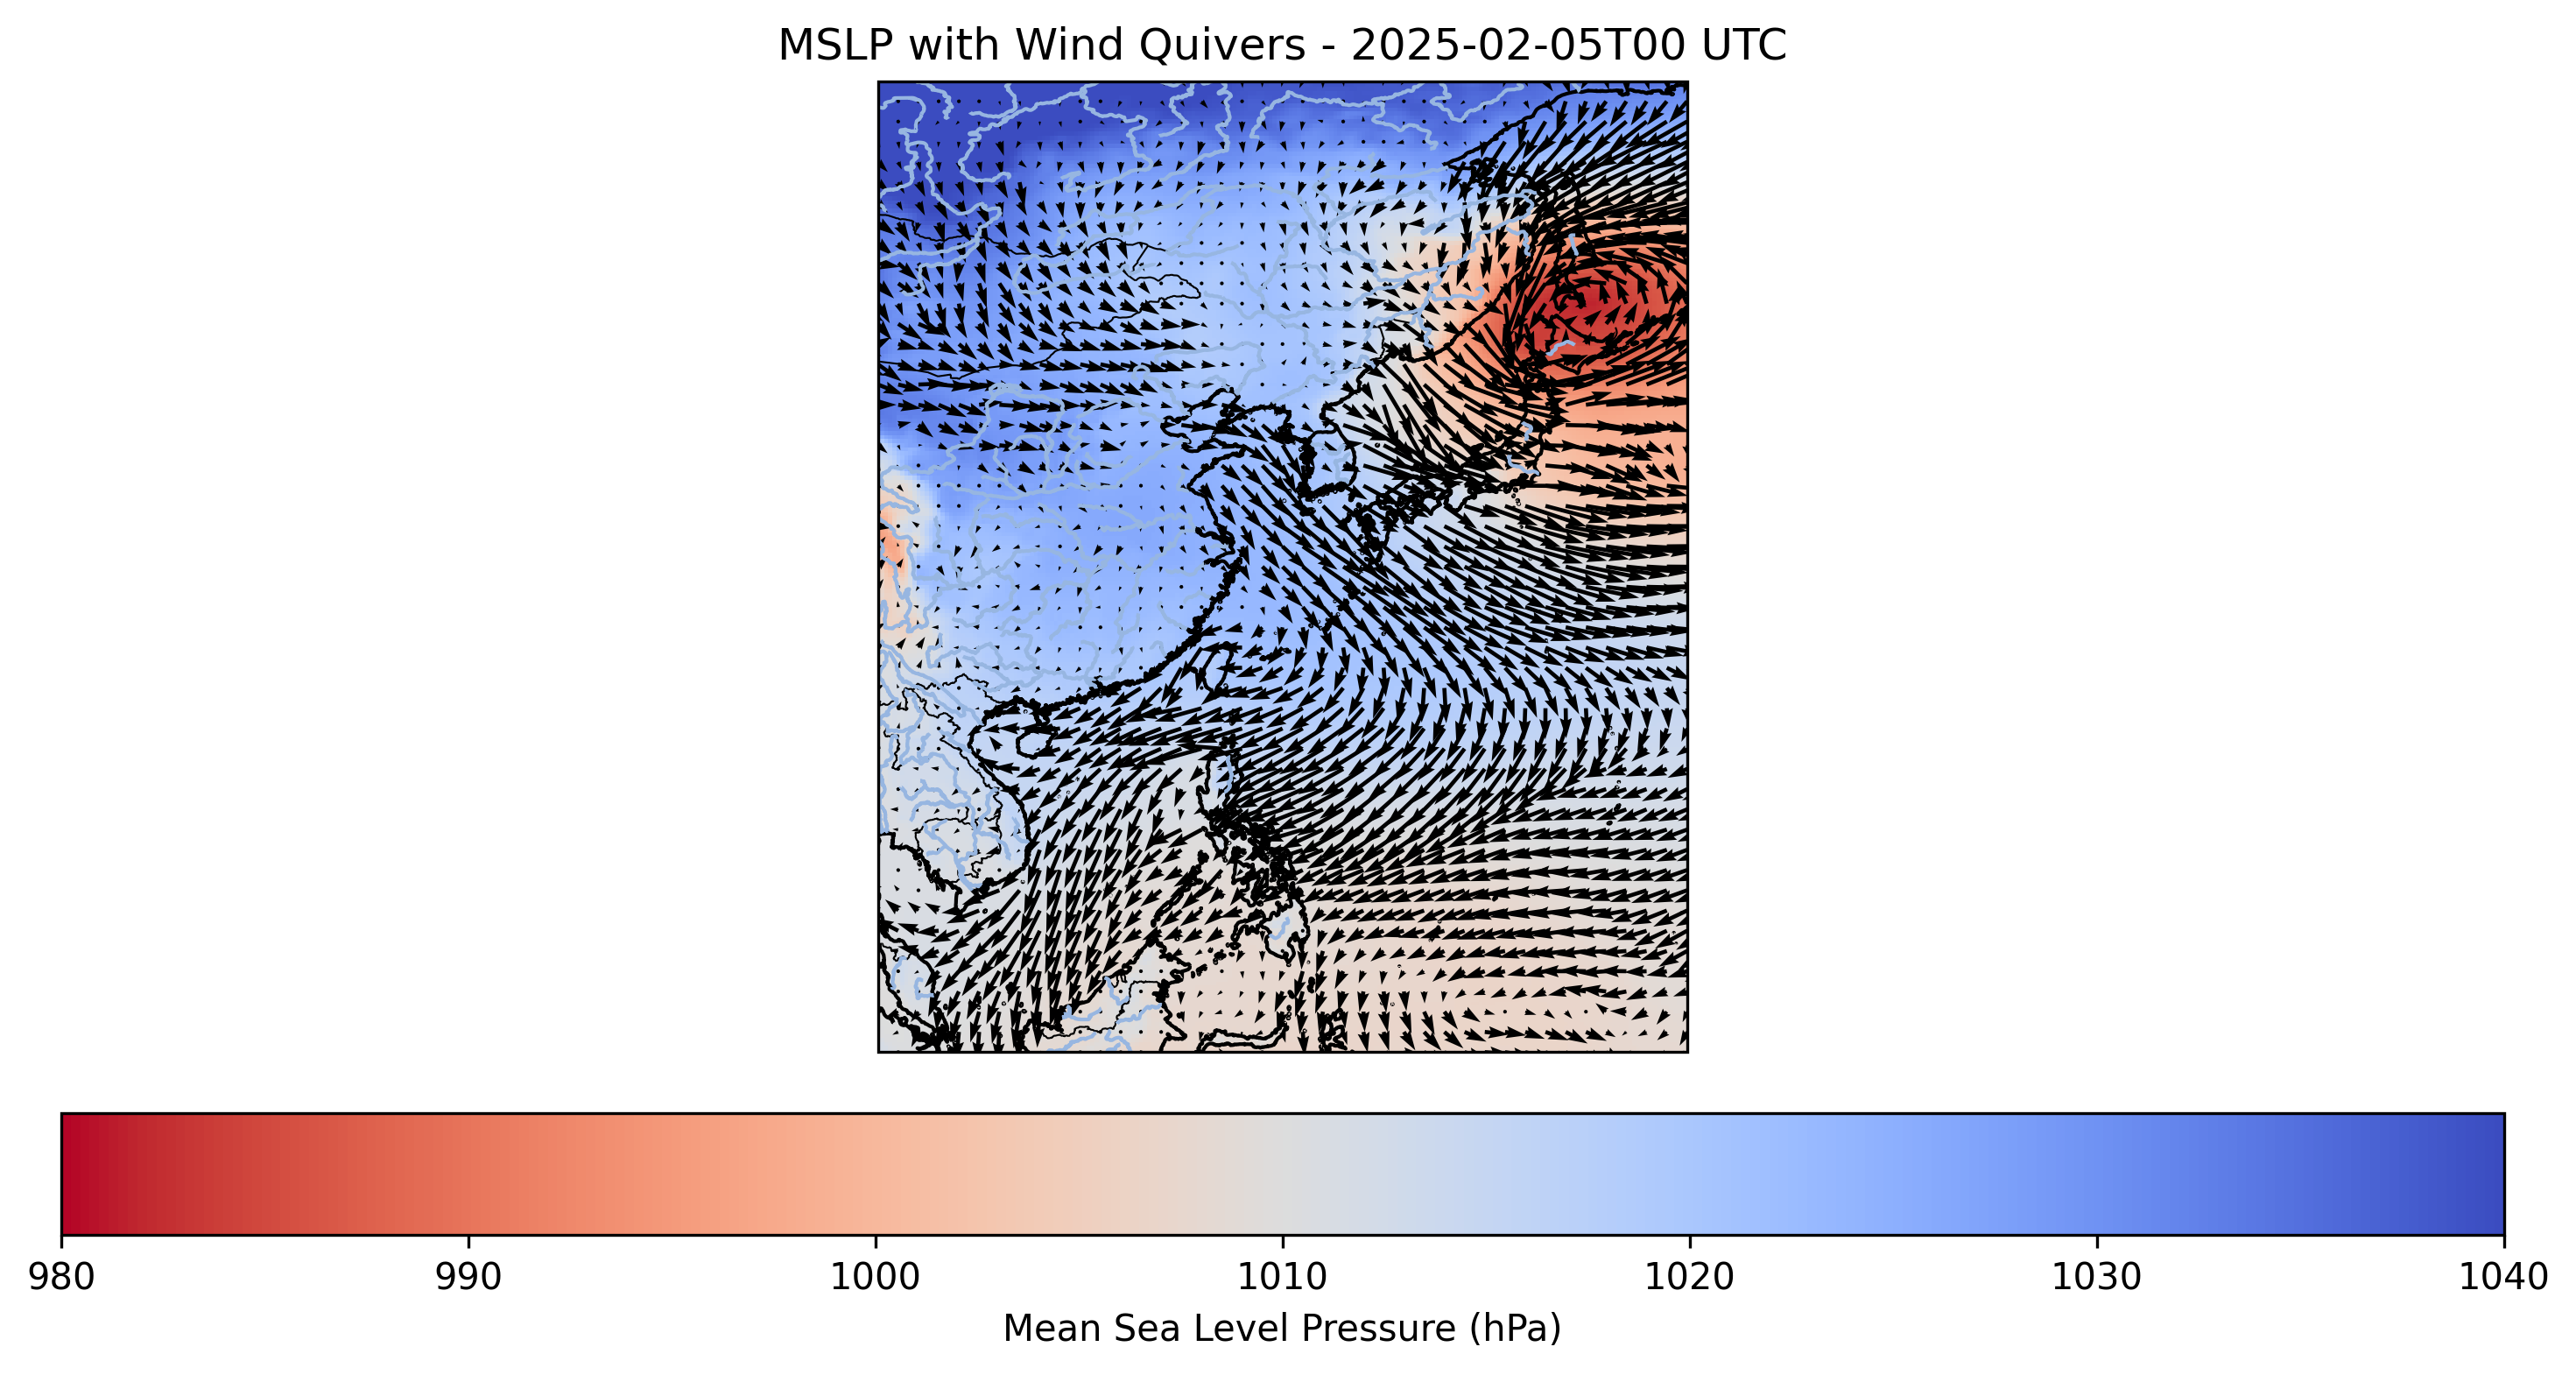 MSLP with Wind Quivers - 2025-02-05T00 UTC
980 990 1000 1010 1020 1030 1040
Mean Sea Level Pressure (hPa)